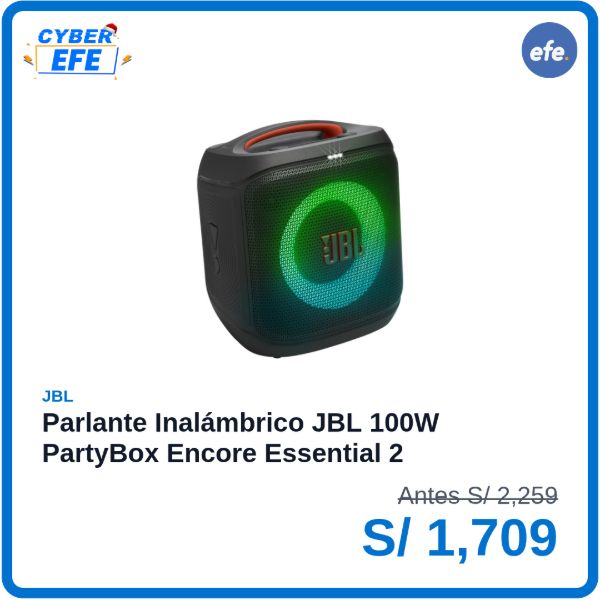 CYBER
EFE
efe.
JBL
JBL
Parlante Inalámbrico JBL 100W
PartyBox Encore Essential 2
Antes S/ 2,259
S/ 1,709